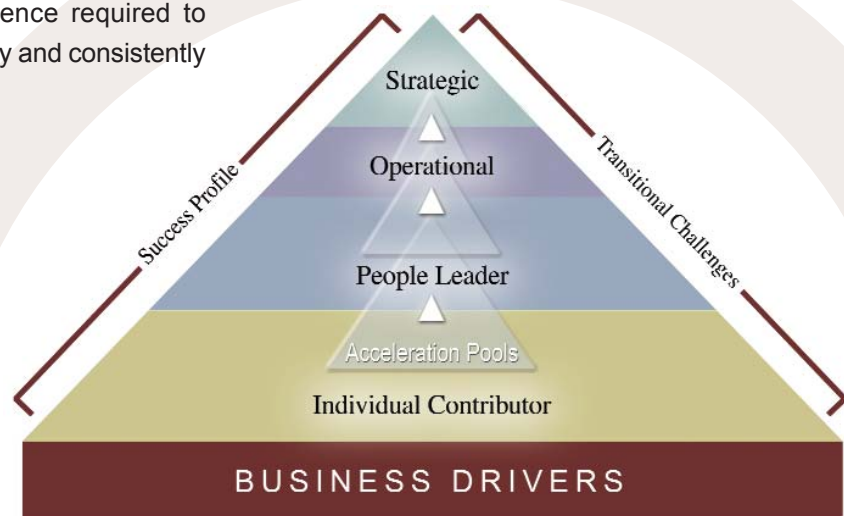 ence required to
y and consistently
Strategic
Operational
People Leader
Acceleration Pools
Individual Contributor
Success Profile
Transitional Challenges
BUSINESS DRIVERS